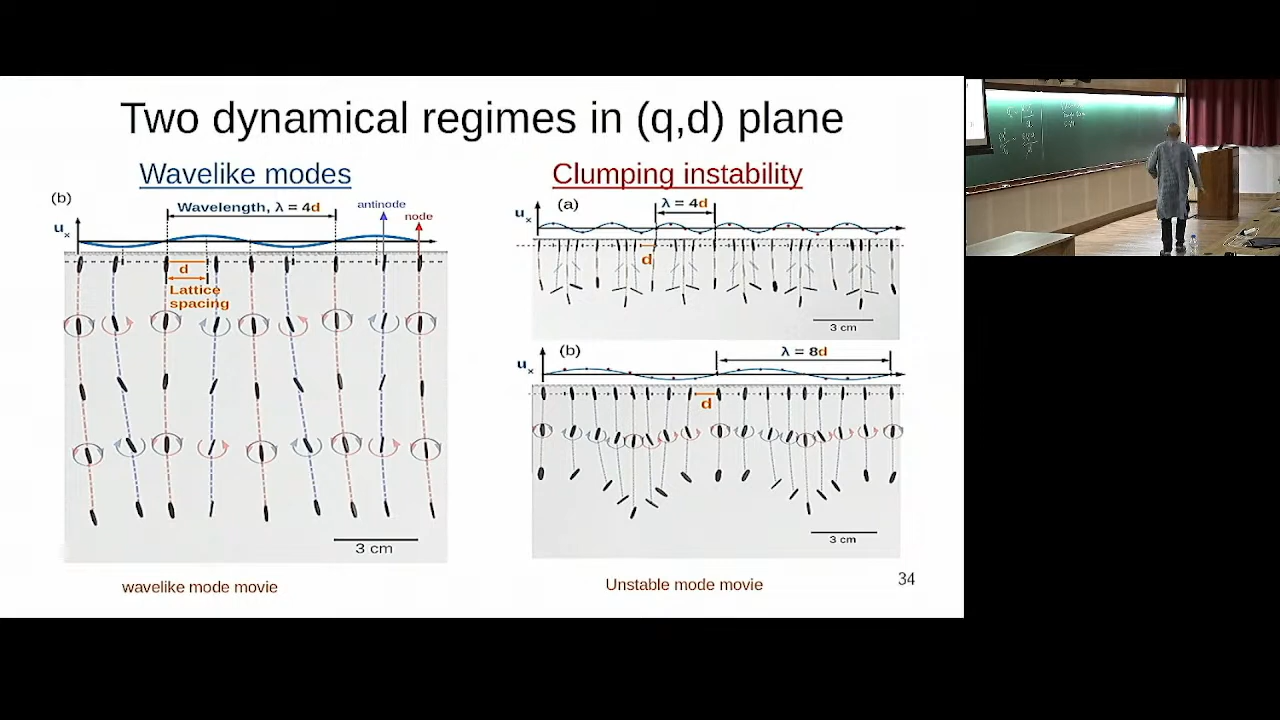 Two dynamical regimes in (q,d) plane
Wavelike modes
(b)
Wavelength, λ = 4d
antinode
node
uₓ
d
Lattice
spacing
3 cm
wavelike mode movie
Clumping instability
(a)
λ = 4d
uₓ
d
3 cm
(b)
λ = 8d
uₓ
d
3 cm
Unstable mode movie
34